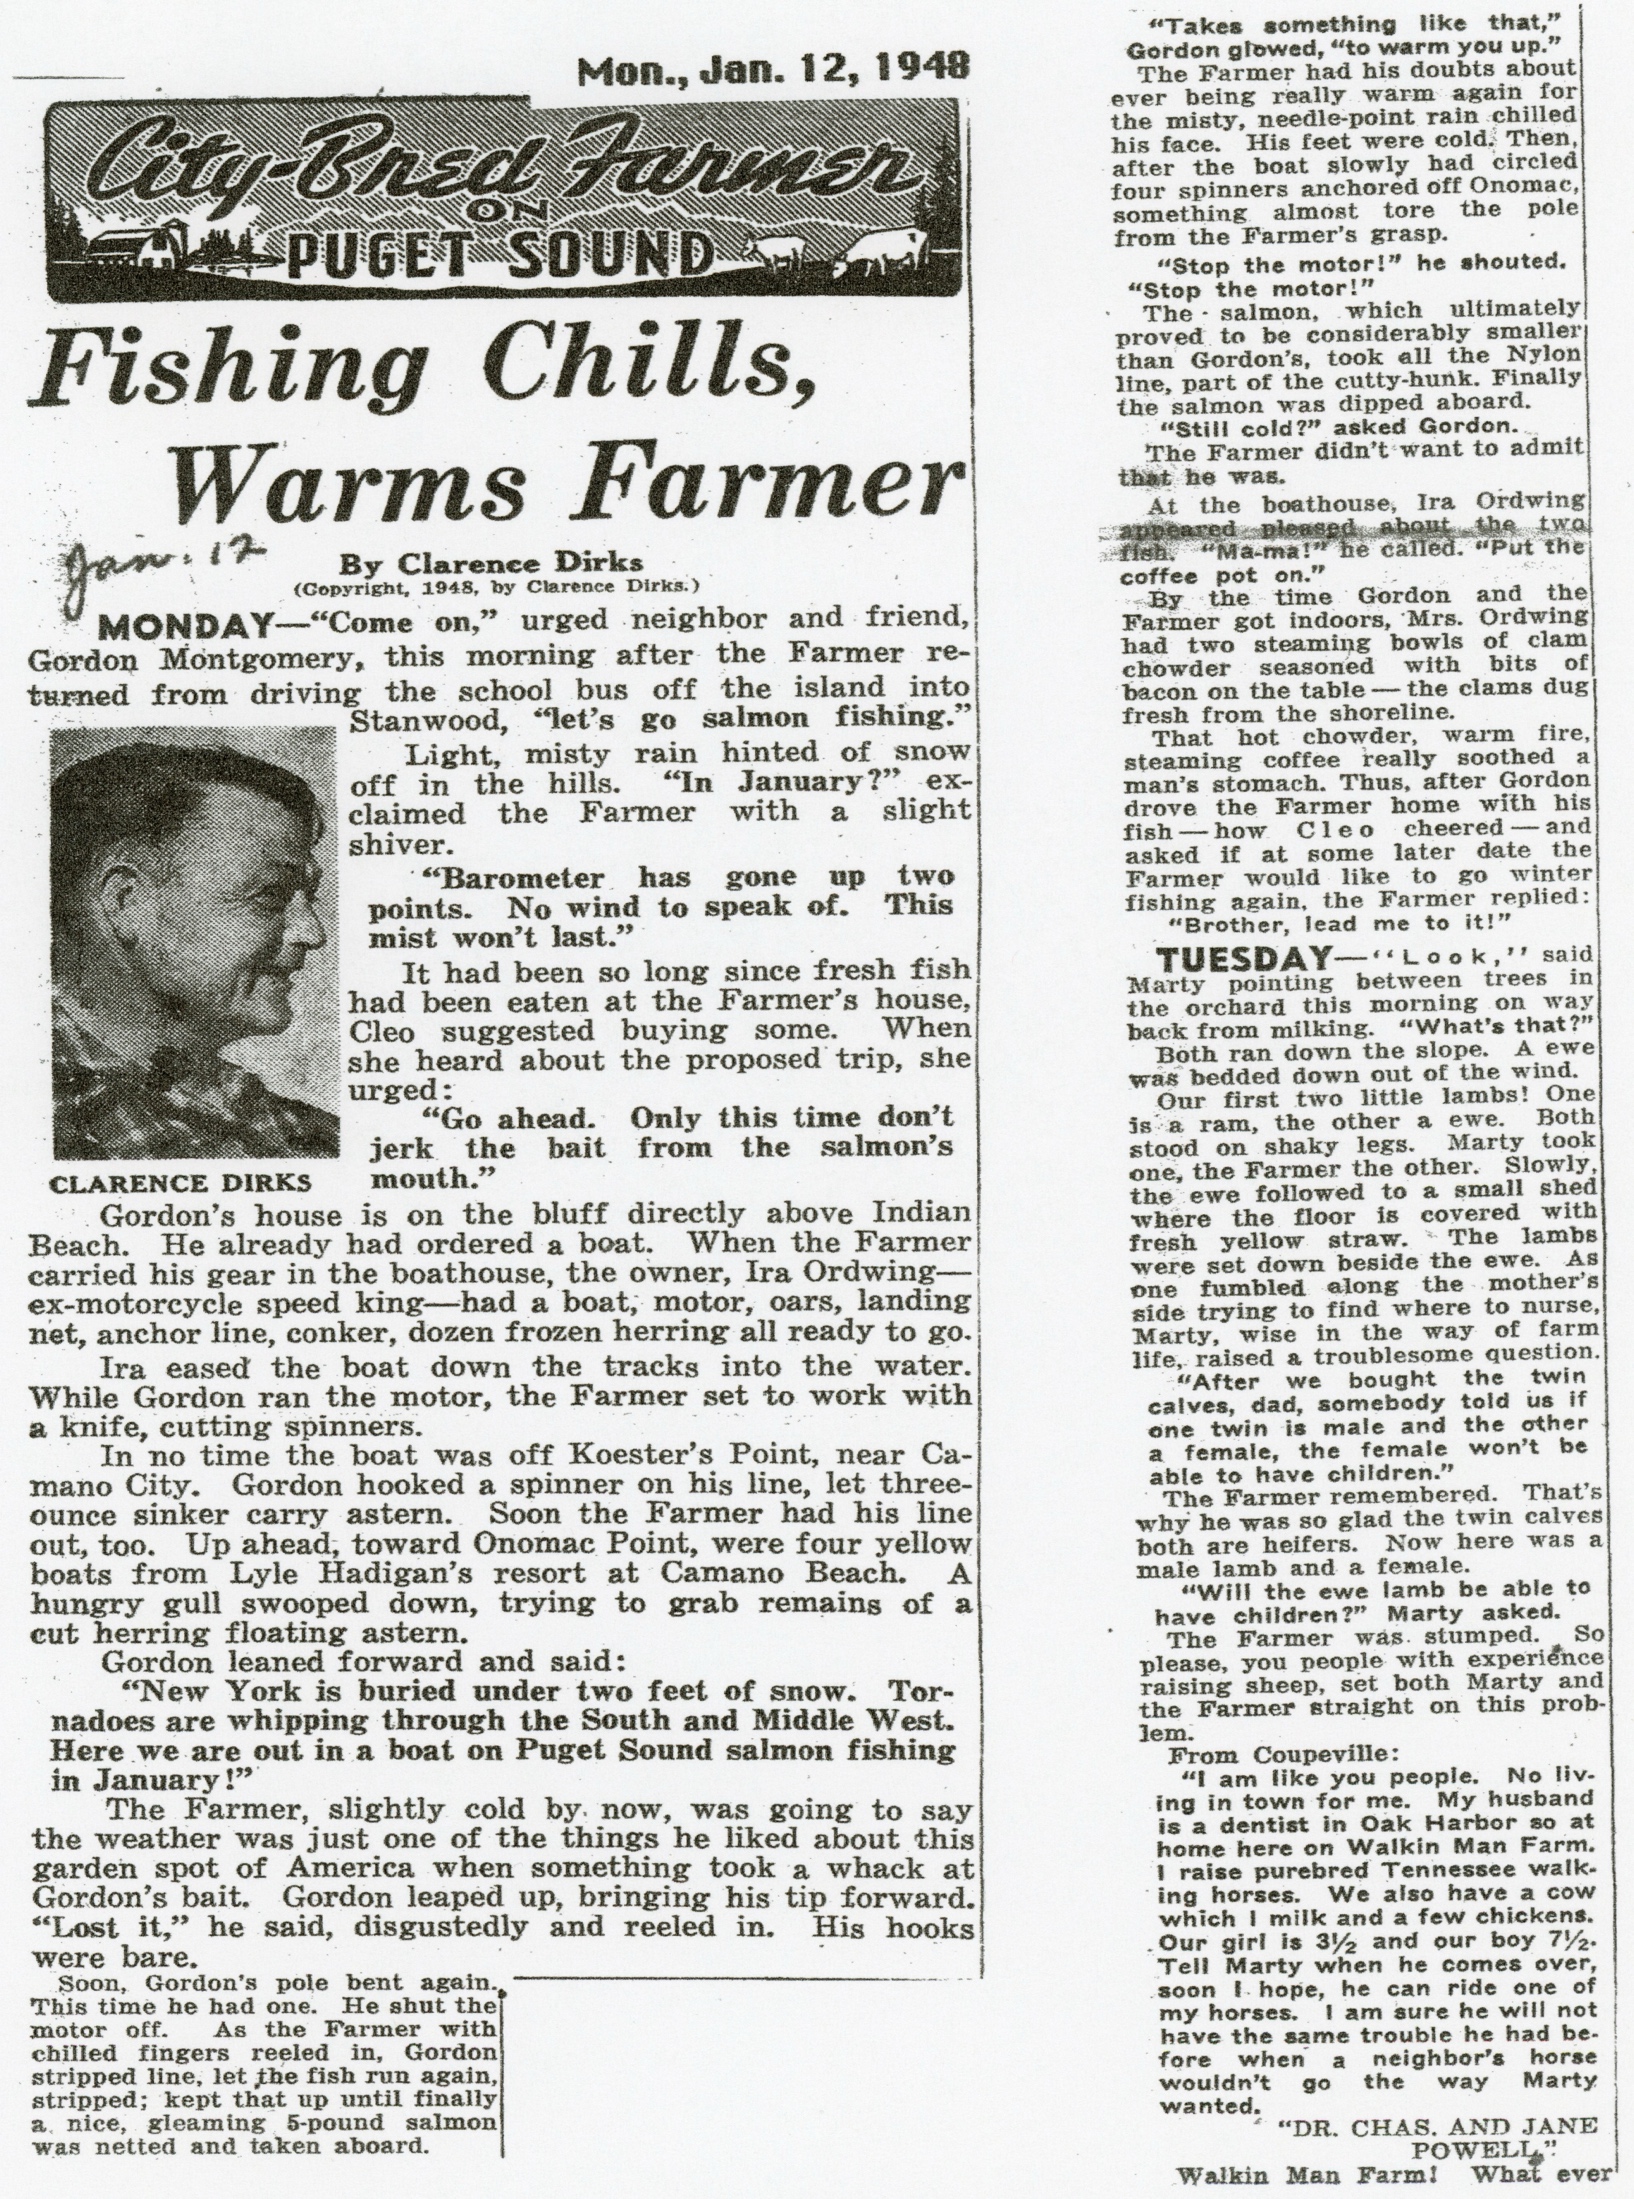 Mon., Jan. 12, 1948
City-Bred Farmer
ON
PUGET SOUND
Fishing Chills,
Warms Farmer
Jan. 12
By Clarence Dirks
(Copyright, 1948, by Clarence Dirks.)
MONDAY—“Come on,” urged neighbor and friend,
Gordon Montgomery, this morning after the Farmer re-
turned from driving the school bus off the island into
Stanwood, “let’s go salmon fishing.”
Light, misty rain hinted of snow
off in the hills. “In January?” ex-
claimed the Farmer with a slight
shiver.
“Barometer has gone up two
points. No wind to speak of. This
mist won’t last.”
It had been so long since fresh fish
had been eaten at the Farmer’s house,
Cleo suggested buying some. When
she heard about the proposed trip, she
urged:
“Go ahead. Only this time don’t
jerk the bait from the salmon’s
mouth.”
CLARENCE DIRKS
Gordon’s house is on the bluff directly above Indian
Beach. He already had ordered a boat. When the Farmer
carried his gear in the boathouse, the owner, Ira Ordwing—
ex-motorcycle speed king—had a boat, motor, oars, landing
net, anchor line, conker, dozen frozen herring all ready to go.
Ira eased the boat down the tracks into the water.
While Gordon ran the motor, the Farmer set to work with
a knife, cutting spinners.
In no time the boat was off Koester’s Point, near Ca-
mano City. Gordon hooked a spinner on his line, let three-
ounce sinker carry astern. Soon the Farmer had his line
out, too. Up ahead, toward Onomac Point, were four yellow
boats from Lyle Hadigan’s resort at Camano Beach. A
hungry gull swooped down, trying to grab remains of a
cut herring floating astern.
Gordon leaned forward and said:
“New York is buried under two feet of snow. Tor-
nadoes are whipping through the South and Middle West.
Here we are out in a boat on Puget Sound salmon fishing
in January!”
The Farmer, slightly cold by now, was going to say
the weather was just one of the things he liked about this
garden spot of America when something took a whack at
Gordon’s bait. Gordon leaped up, bringing his tip forward.
“Lost it,” he said, disgustedly and reeled in. His hooks
were bare.
Soon, Gordon’s pole bent again.
This time he had one. He shut the
motor off. As the Farmer with
chilled fingers reeled in, Gordon
stripped line, let the fish run again,
stripped; kept that up until finally
a nice, gleaming 5-pound salmon
was netted and taken aboard.
“Takes something like that,”
Gordon glowed, “to warm you up.”
The Farmer had his doubts about
ever being really warm again for
the misty, needle-point rain chilled
his face. His feet were cold. Then,
after the boat slowly had circled
four spinners anchored off Onomac,
something almost tore the pole
from the Farmer’s grasp.
“Stop the motor!” he shouted.
“Stop the motor!”
The salmon, which ultimately
proved to be considerably smaller
than Gordon’s, took all the Nylon
line, part of the cutty-hunk. Finally
the salmon was dipped aboard.
“Still cold?” asked Gordon.
The Farmer didn’t want to admit
that he was.
At the boathouse, Ira Ordwing
appeared pleased about the two
fish. “Ma-ma!” he called. “Put the
coffee pot on.”
By the time Gordon and the
Farmer got indoors, Mrs. Ordwing
had two steaming bowls of clam
chowder seasoned with bits of
bacon on the table—the clams dug
fresh from the shoreline.
That hot chowder, warm fire,
steaming coffee really soothed a
man’s stomach. Thus, after Gordon
drove the Farmer home with his
fish—how Cleo cheered—and
asked if at some later date the
Farmer would like to go winter
fishing again, the Farmer replied:
“Brother, lead me to it!”
TUESDAY—“Look,” said
Marty pointing between trees in
the orchard this morning on way
back from milking. “What’s that?”
Both ran down the slope. A ewe
was bedded down out of the wind.
Our first two little lambs! One
is a ram, the other a ewe. Both
stood on shaky legs. Marty took
one, the Farmer the other. Slowly,
the ewe followed to a small shed
where the floor is covered with
fresh yellow straw. The lambs
were set down beside the ewe. As
one fumbled along the mother’s
side trying to find where to nurse,
Marty, wise in the way of farm
life, raised a troublesome question.
“After we bought the twin
calves, dad, somebody told us if
one twin is male and the other
a female, the female won’t be
able to have children.”
The Farmer remembered. That’s
why he was so glad the twin calves
both are heifers. Now here was a
male lamb and a female.
“Will the ewe lamb be able to
have children?” Marty asked.
The Farmer was stumped. So
please, you people with experience
raising sheep, set both Marty and
the Farmer straight on this prob-
lem.
From Coupeville:
“I am like you people. No liv-
ing in town for me. My husband
is a dentist in Oak Harbor so at
home here on Walkin Man Farm.
I raise purebred Tennessee walk-
ing horses. We also have a cow
which I milk and a few chickens.
Our girl is 3½ and our boy 7½.
Tell Marty when he comes over,
soon I hope, he can ride one of
my horses. I am sure he will not
have the same trouble he had be-
fore when a neighbor’s horse
wouldn’t go the way Marty
wanted.
“DR. CHAS. AND JANE
POWELL.”
Walkin Man Farm! What ever